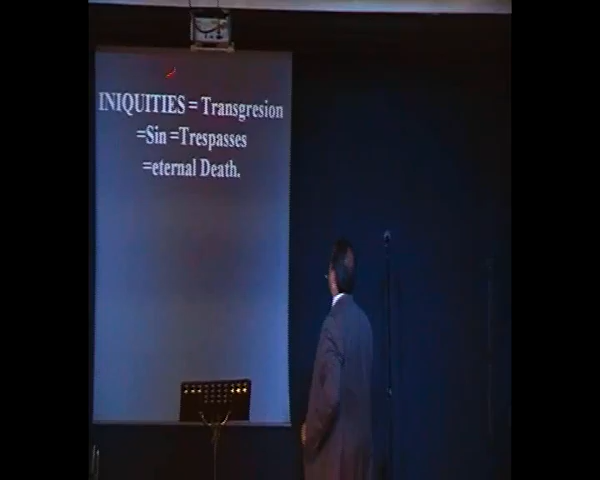 INIQUITIES = Transgresion
=Sin =Trespasses
=eternal Death.